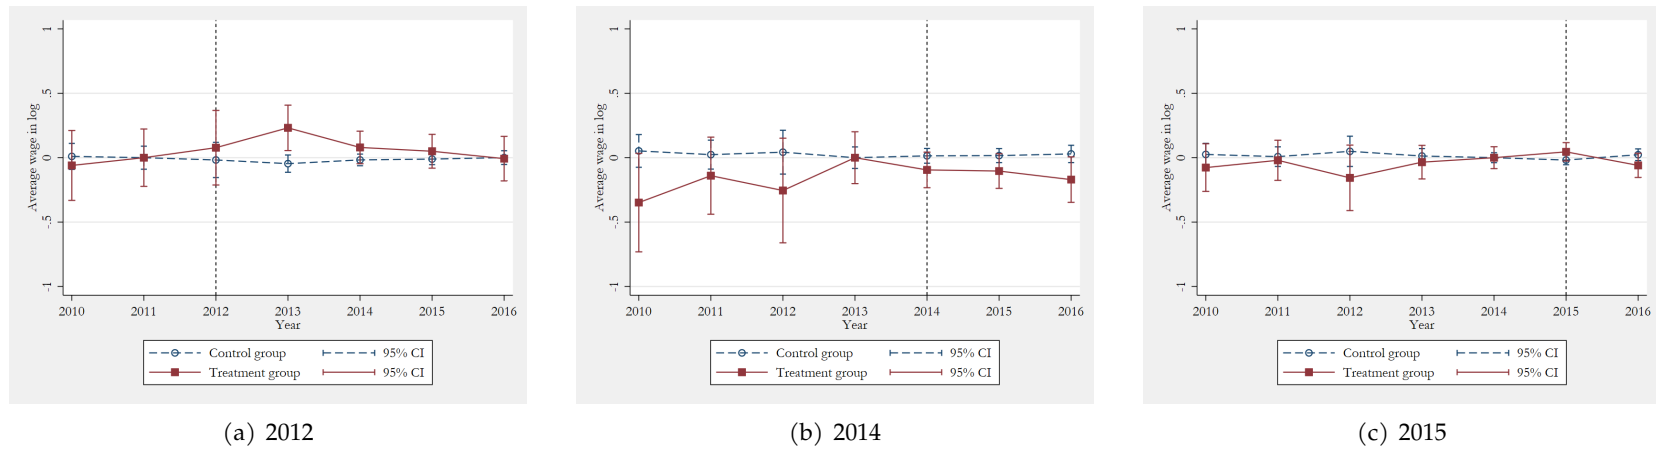 Average wage in log
1
.5
0
-.5
-1
2010 2011 2012 2013 2014 2015 2016
Year
Control group 95% CI
Treatment group 95% CI
(a) 2012
Average wage in log
1
.5
0
-.5
-1
2010 2011 2012 2013 2014 2015 2016
Year
Control group 95% CI
Treatment group 95% CI
(b) 2014
Average wage in log
1
.5
0
-.5
-1
2010 2011 2012 2013 2014 2015 2016
Year
Control group 95% CI
Treatment group 95% CI
(c) 2015